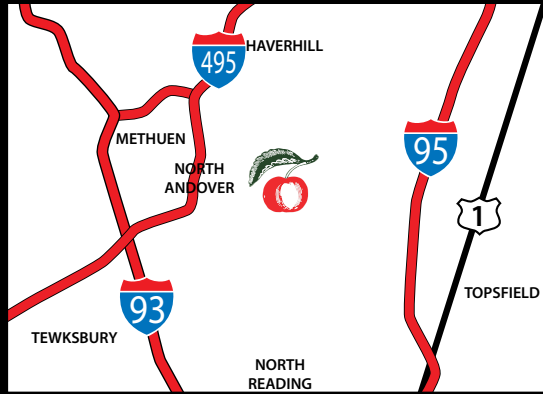 HAVERHILL
495
METHUEN
NORTH
ANDOVER
95
1
TOPSFIELD
93
TEWKSBURY
NORTH
READING